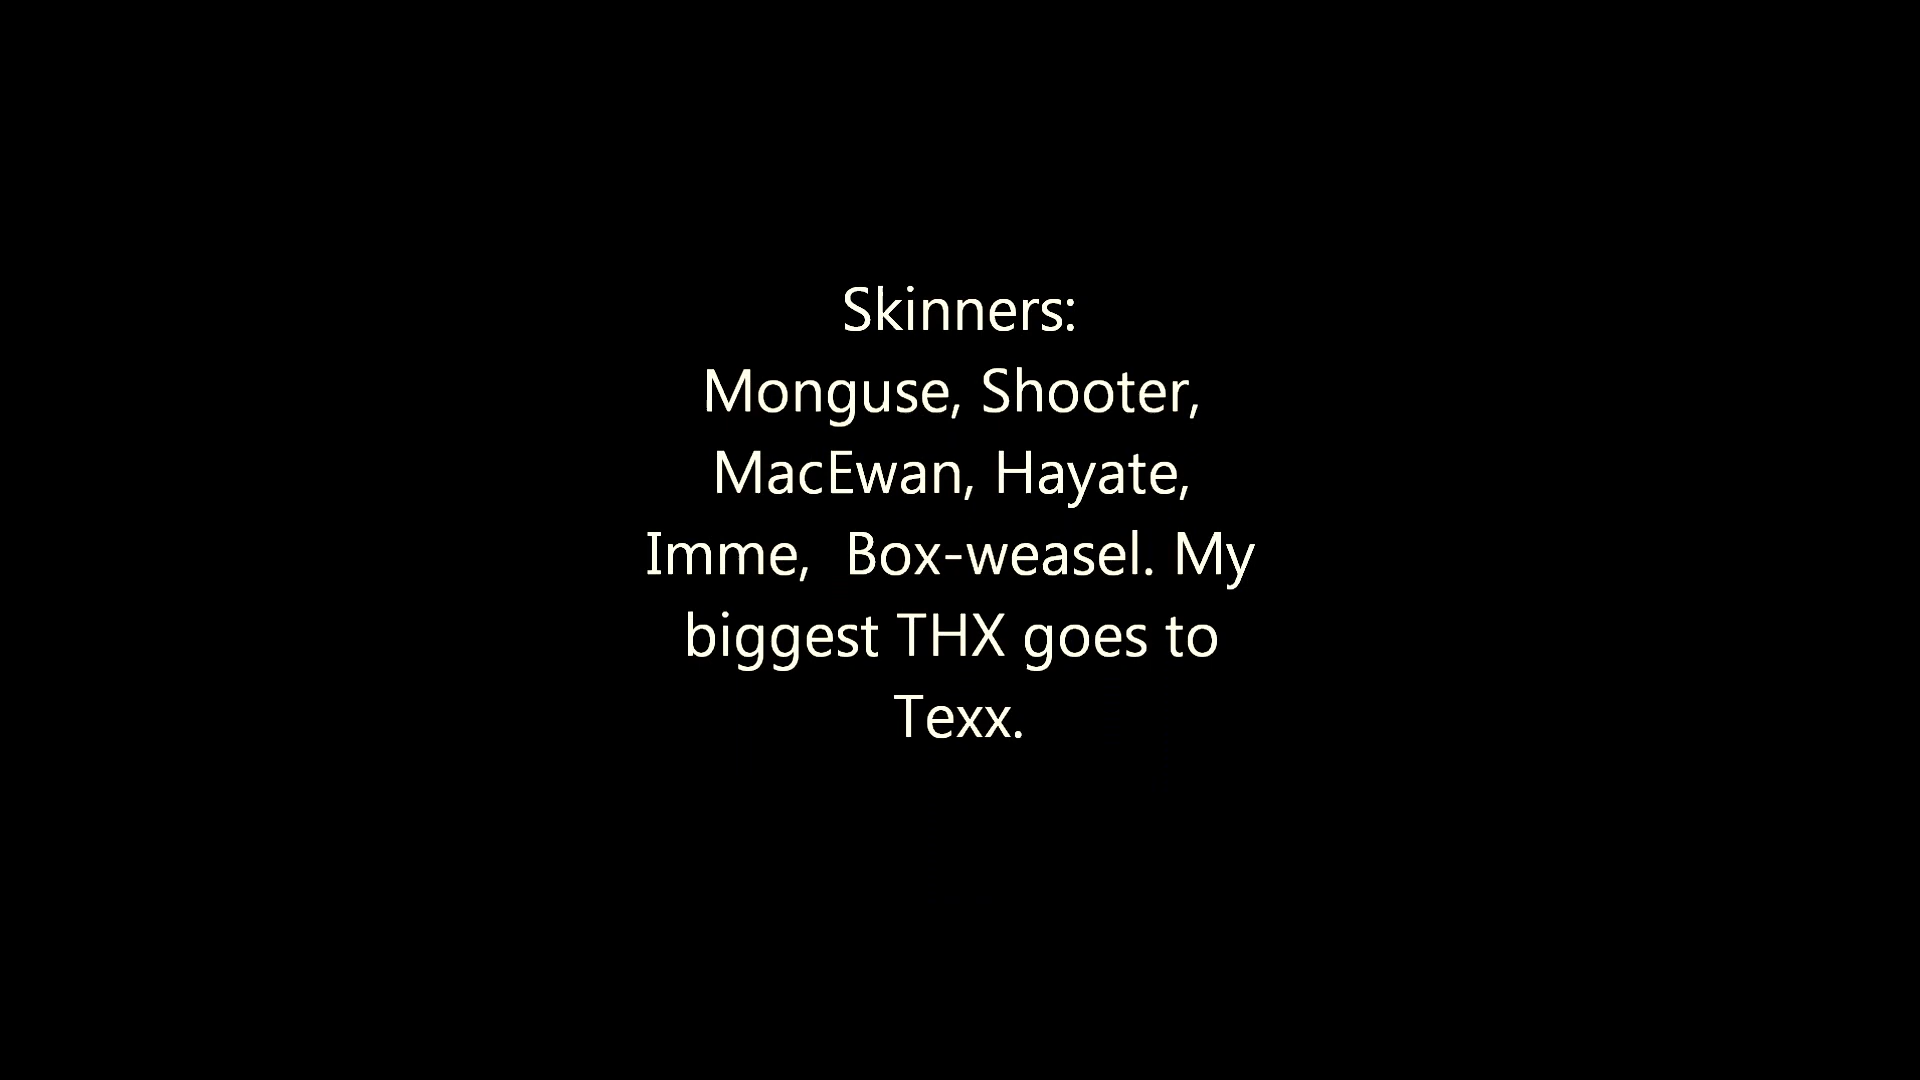 Skinners:
Monguse, Shooter,
MacEwan, Hayate,
Imme,  Box-weasel. My
biggest THX goes to
Texx.